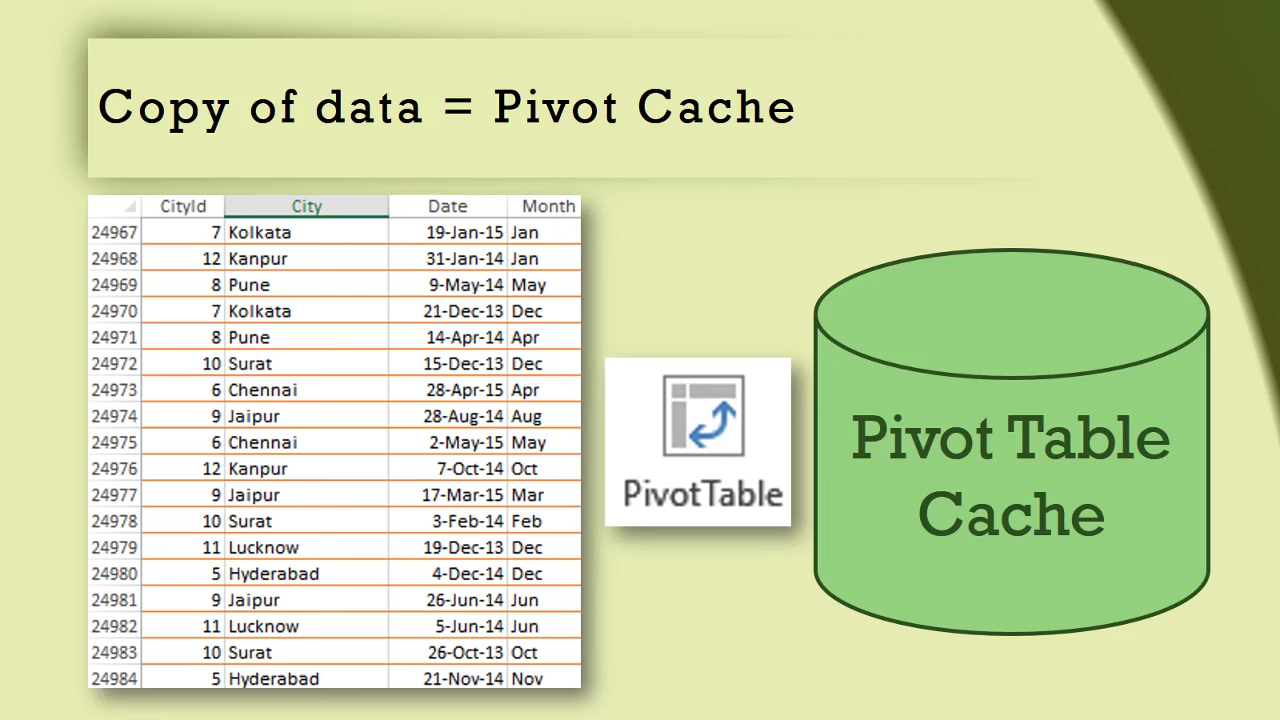 Copy of data = Pivot Cache
CityId City Date Month
24967 7 Kolkata 19-Jan-15 Jan
24968 12 Kanpur 31-Jan-14 Jan
24969 8 Pune 9-May-14 May
24970 7 Kolkata 21-Dec-13 Dec
24971 8 Pune 14-Apr-14 Apr
24972 10 Surat 15-Dec-13 Dec
24973 6 Chennai 28-Apr-15 Apr
24974 9 Jaipur 28-Aug-14 Aug
24975 6 Chennai 2-May-15 May
24976 12 Kanpur 7-Oct-14 Oct
24977 9 Jaipur 17-Mar-15 Mar
24978 10 Surat 3-Feb-14 Feb
24979 11 Lucknow 19-Dec-13 Dec
24980 5 Hyderabad 4-Dec-14 Dec
24981 9 Jaipur 26-Jun-14 Jun
24982 11 Lucknow 5-Jun-14 Jun
24983 10 Surat 26-Oct-13 Oct
24984 5 Hyderabad 21-Nov-14 Nov
PivotTable
Pivot Table
Cache